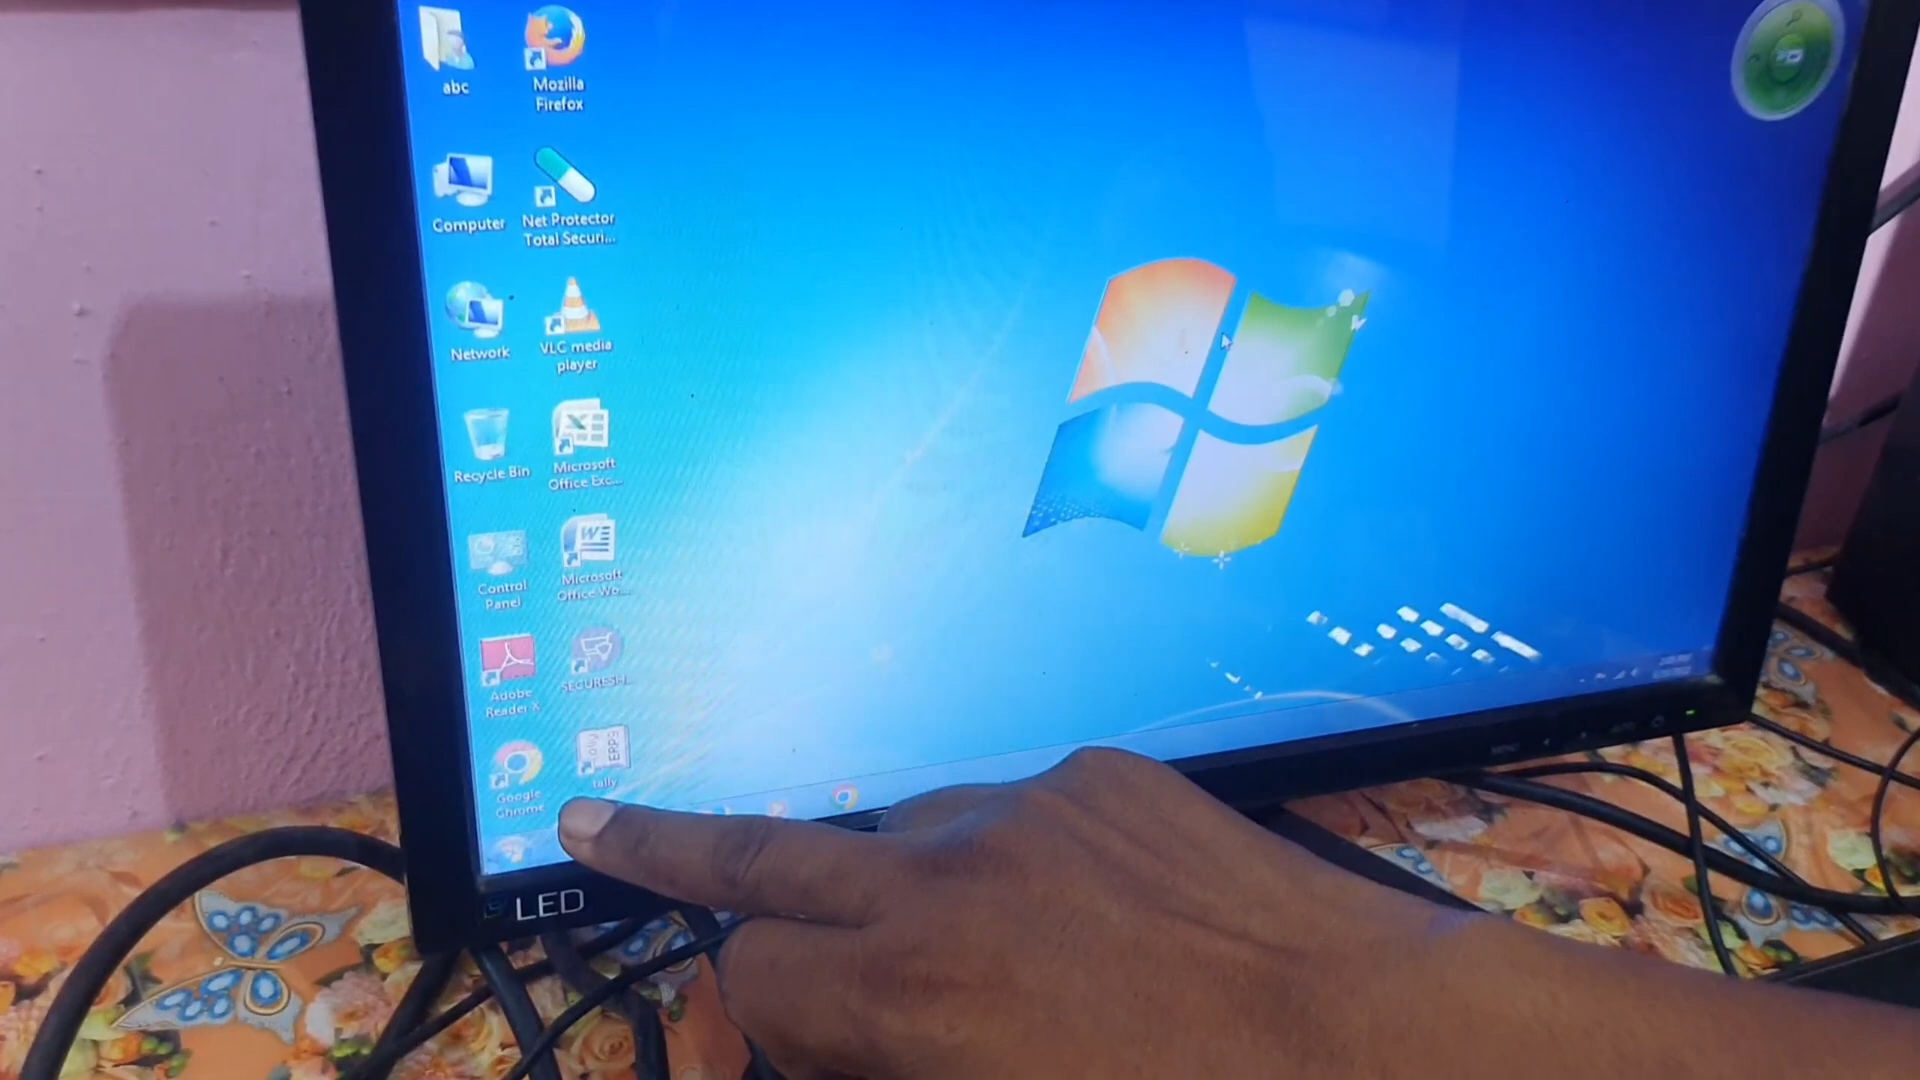 abc
Mozilla
Firefox
Computer
Net Protector
Total Securi...
Network
VLC media
player
Recycle Bin
Microsoft
Office Exc...
Control
Panel
Microsoft
Office Wo...
Adobe
Reader X
SECURESH...
Google
Chrome
tally
LED
MENU